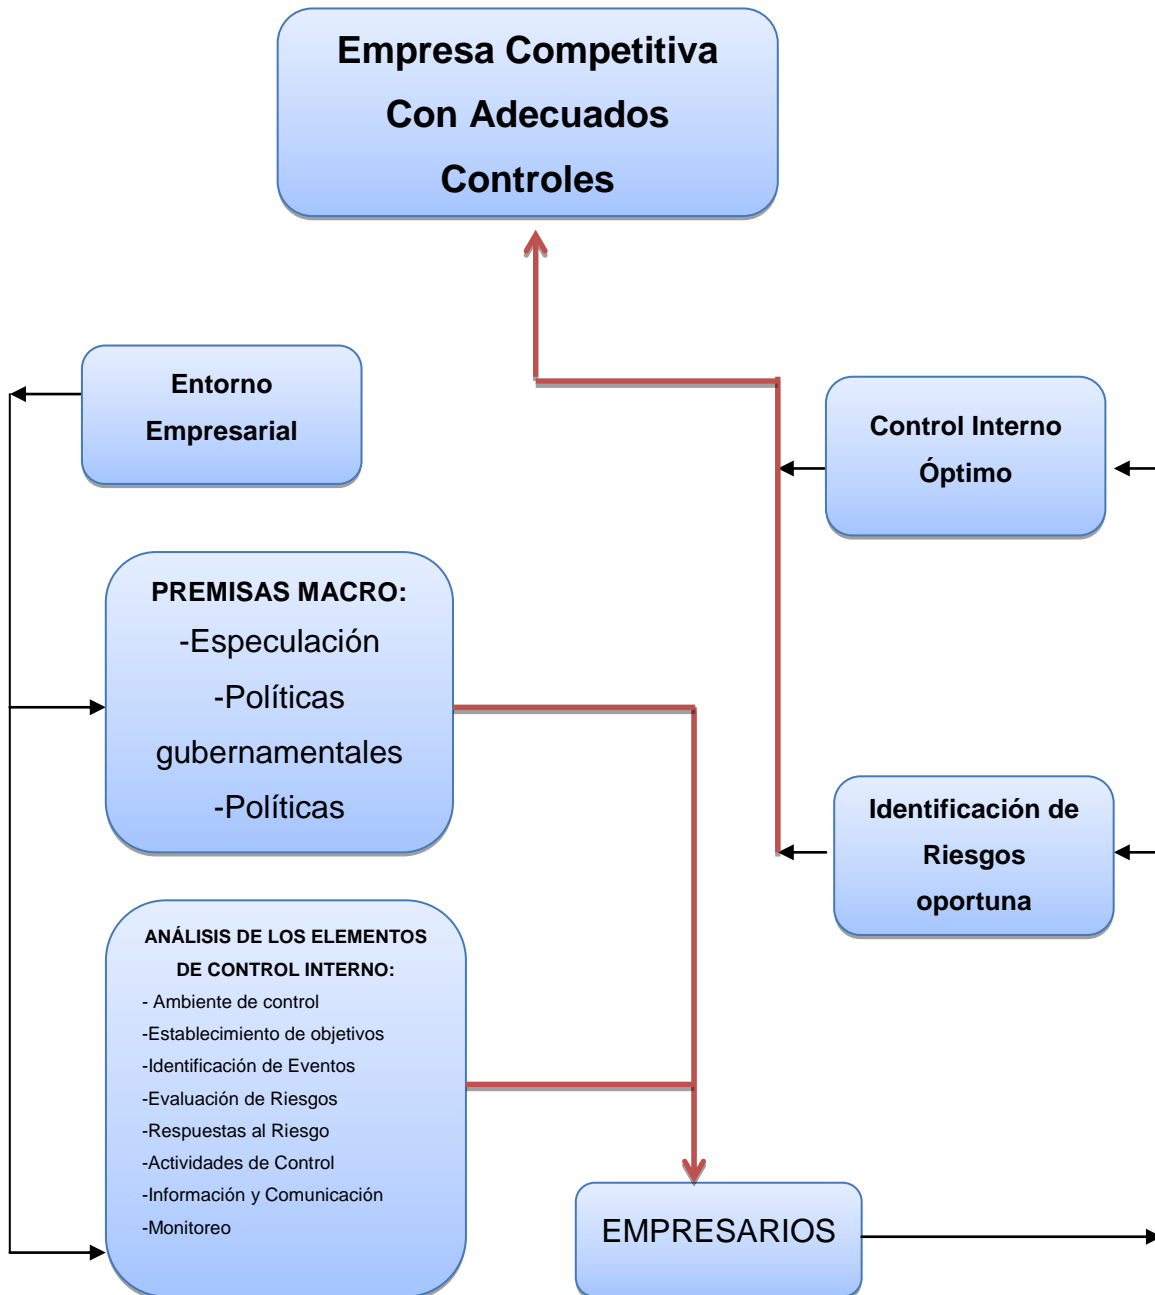 Empresa Competitiva
Con Adecuados
Controles
Entorno
Empresarial
Control Interno
Óptimo
PREMISAS MACRO:
-Especulación
-Políticas
gubernamentales
-Políticas
Identificación de
Riesgos
oportuna
ANÁLISIS DE LOS ELEMENTOS
DE CONTROL INTERNO:
- Ambiente de control
-Establecimiento de objetivos
-Identificación de Eventos
-Evaluación de Riesgos
-Respuestas al Riesgo
-Actividades de Control
-Información y Comunicación
-Monitoreo
EMPRESARIOS